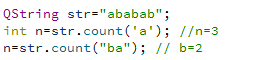 QString str="ababab";
int n=str.count('a'); //n=3
n=str.count("ba"); // b=2